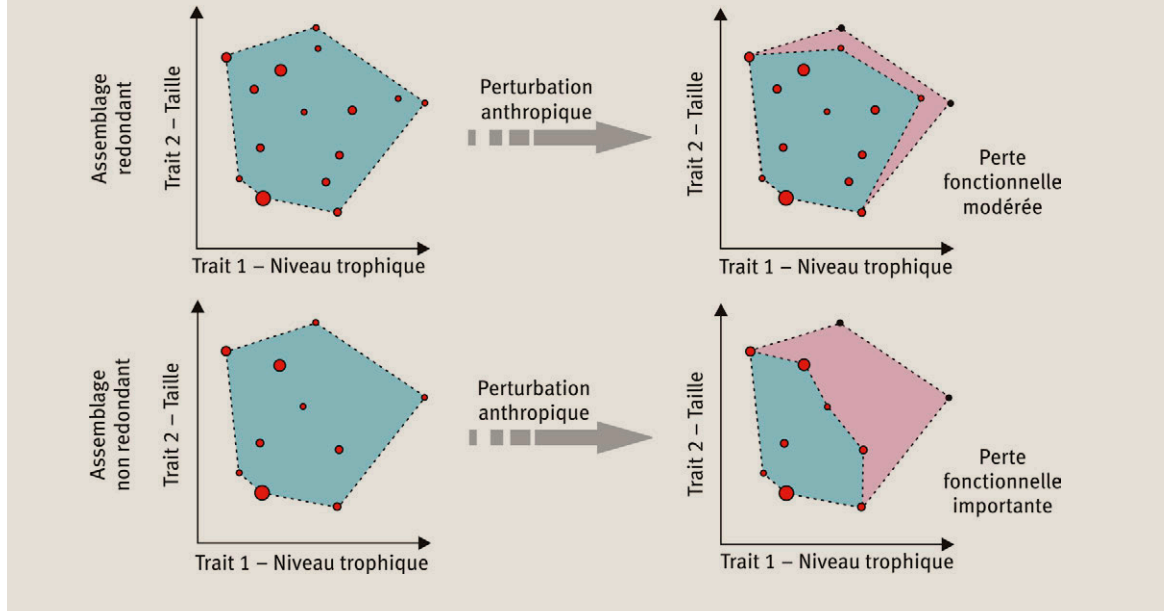 Assemblage
redondant
Trait 2 – Taille
Trait 1 – Niveau trophique
Perturbation
anthropique
Trait 2 – Taille
Trait 1 – Niveau trophique
Perte
fonctionnelle
modérée
Assemblage
non redondant
Trait 2 – Taille
Trait 1 – Niveau trophique
Perturbation
anthropique
Trait 2 – Taille
Trait 1 – Niveau trophique
Perte
fonctionnelle
importante